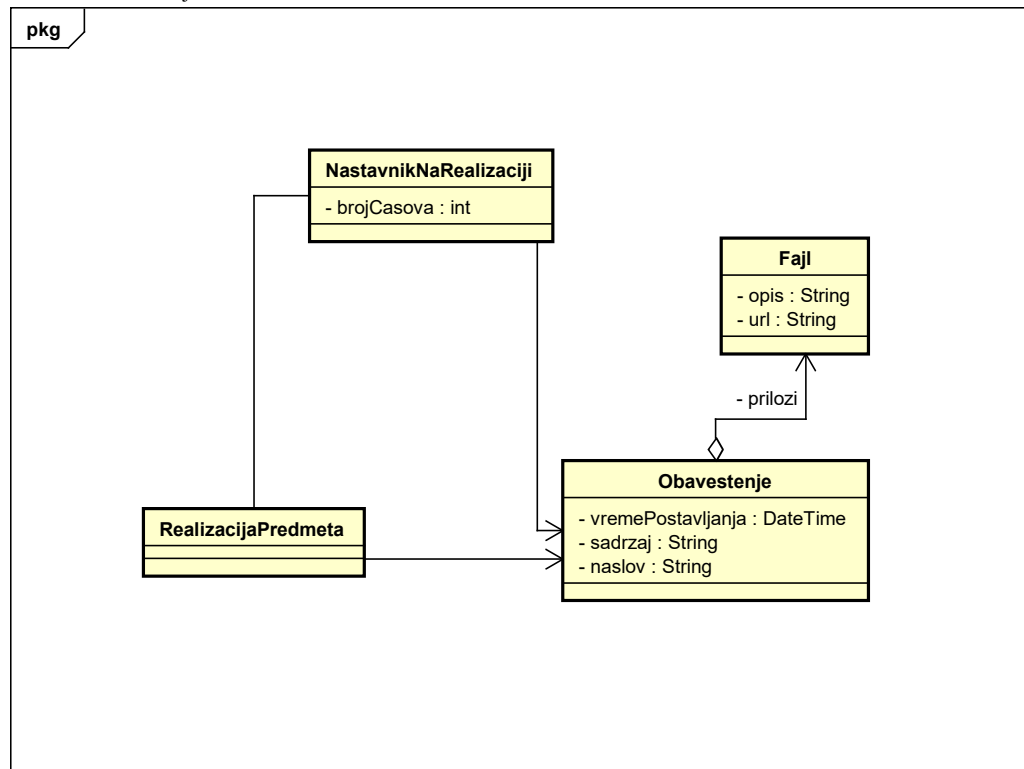 pkg
NastavnikNaRealizaciji
- brojCasova : int
Fajl
- opis : String
- url : String
- prilozi
Obavestenje
- vremePostavljanja : DateTime
- sadrzaj : String
- naslov : String
RealizacijaPredmeta